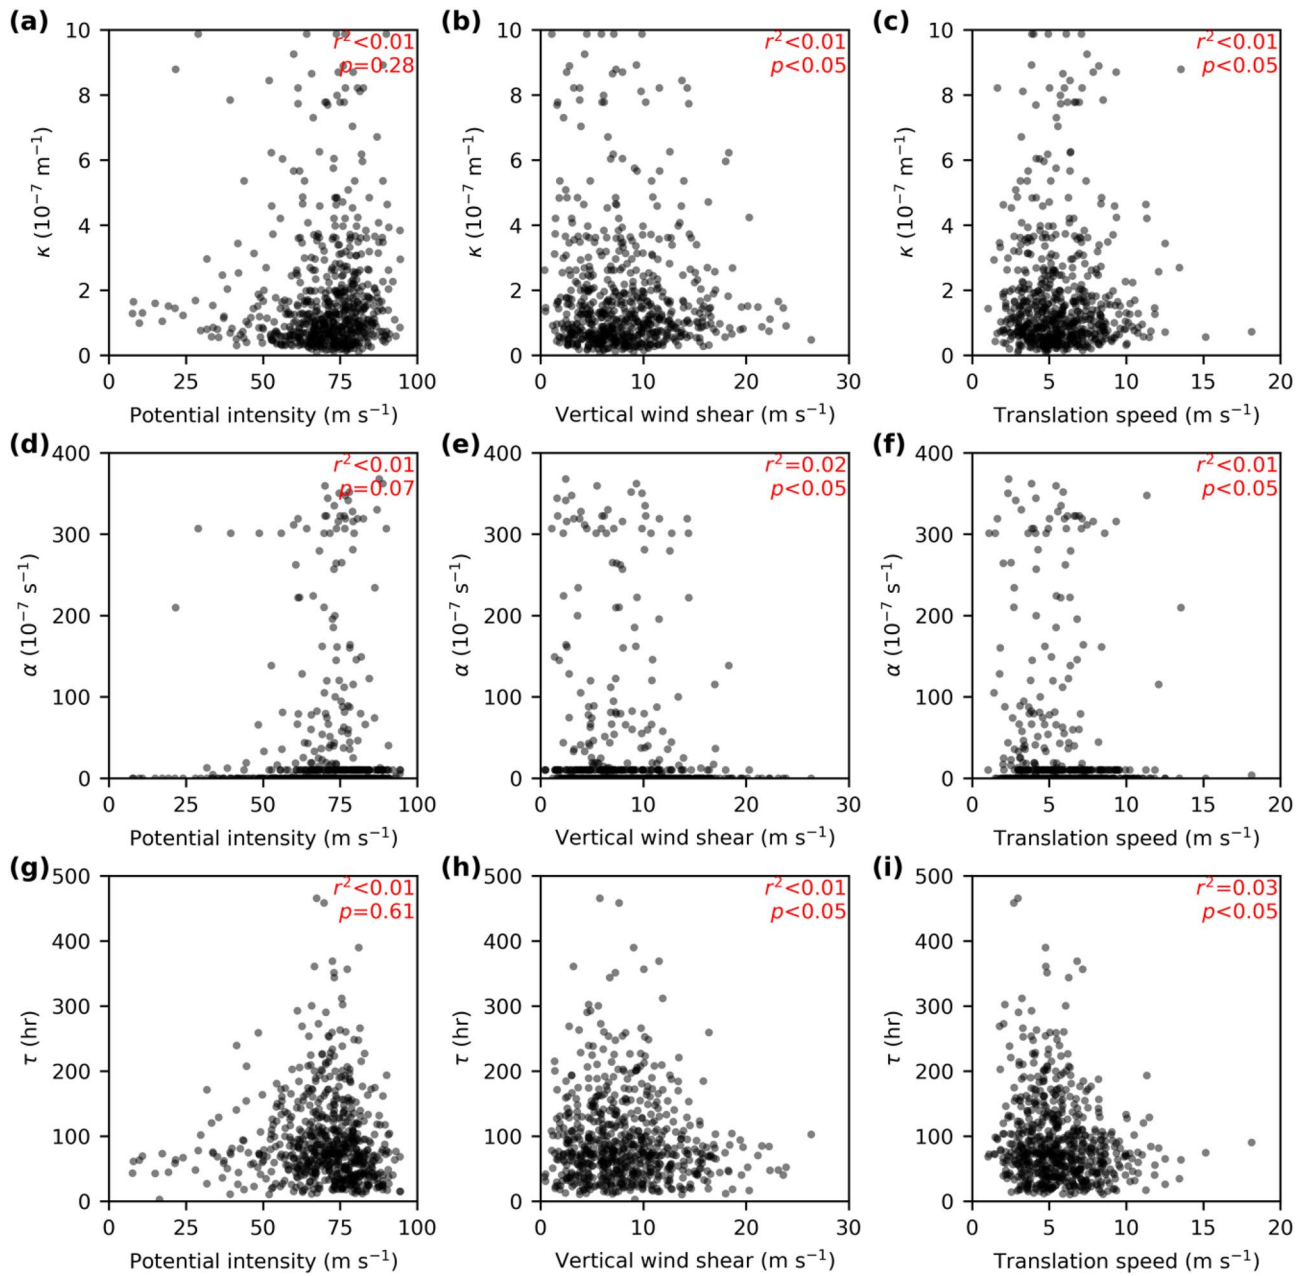 (a)
r²<0.01
p=0.28
10
8
6
4
2
0
κ (10⁻⁷ m⁻¹)
0 25 50 75 100
Potential intensity (m s⁻¹)
(b)
r²<0.01
p<0.05
10
8
6
4
2
0
κ (10⁻⁷ m⁻¹)
0 10 20 30
Vertical wind shear (m s⁻¹)
(c)
r²<0.01
p<0.05
10
8
6
4
2
0
κ (10⁻⁷ m⁻¹)
0 5 10 15 20
Translation speed (m s⁻¹)
(d)
r²<0.01
p=0.07
400
300
200
100
0
α (10⁻⁷ s⁻¹)
0 25 50 75 100
Potential intensity (m s⁻¹)
(e)
r²=0.02
p<0.05
400
300
200
100
0
α (10⁻⁷ s⁻¹)
0 10 20 30
Vertical wind shear (m s⁻¹)
(f)
r²<0.01
p<0.05
400
300
200
100
0
α (10⁻⁷ s⁻¹)
0 5 10 15 20
Translation speed (m s⁻¹)
(g)
r²<0.01
p=0.61
500
400
300
200
100
0
τ (hr)
0 25 50 75 100
Potential intensity (m s⁻¹)
(h)
r²<0.01
p<0.05
500
400
300
200
100
0
τ (hr)
0 10 20 30
Vertical wind shear (m s⁻¹)
(i)
r²=0.03
p<0.05
500
400
300
200
100
0
τ (hr)
0 5 10 15 20
Translation speed (m s⁻¹)